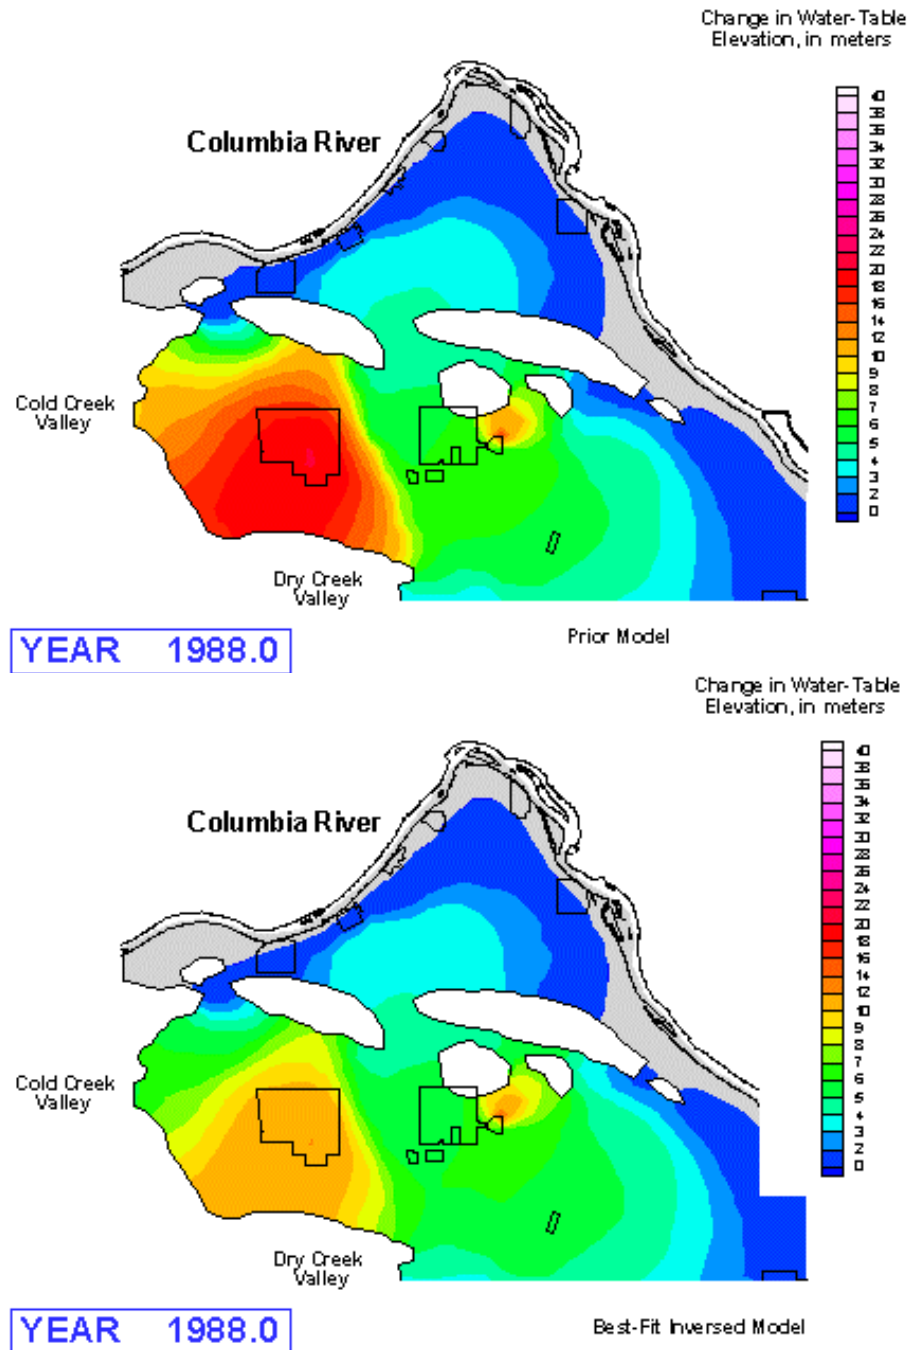 Change in Water-Table
Elevation, in meters
Columbia River
40
38
36
34
32
30
28
26
24
22
20
18
16
14
12
10
9
8
7
6
5
4
3
2
0
Cold Creek
Valley
Dry Creek
Valley
Prior Model
YEAR 1988.0
Change in Water-Table
Elevation, in meters
Columbia River
40
38
36
34
32
30
28
26
24
22
20
18
16
14
12
10
9
8
7
6
5
4
3
2
0
Cold Creek
Valley
Dry Creek
Valley
YEAR 1988.0
Best-Fit Inversed Model